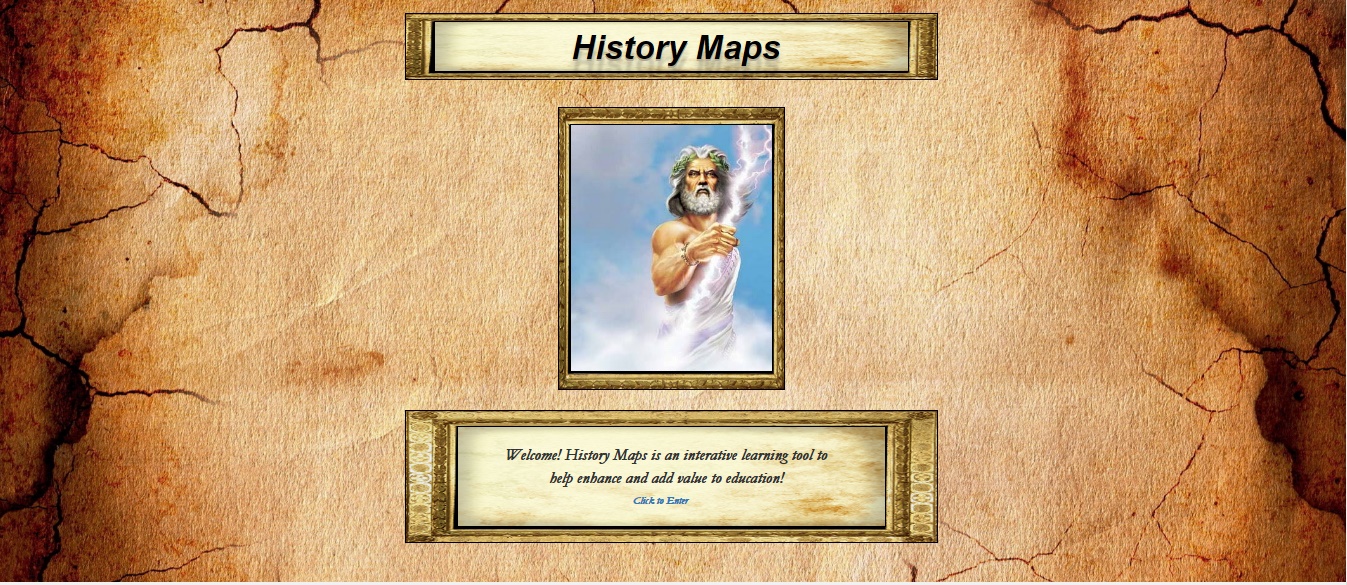 History Maps
Welcome! History Maps is an interative learning tool to
help enhance and add value to education!
Click to Enter